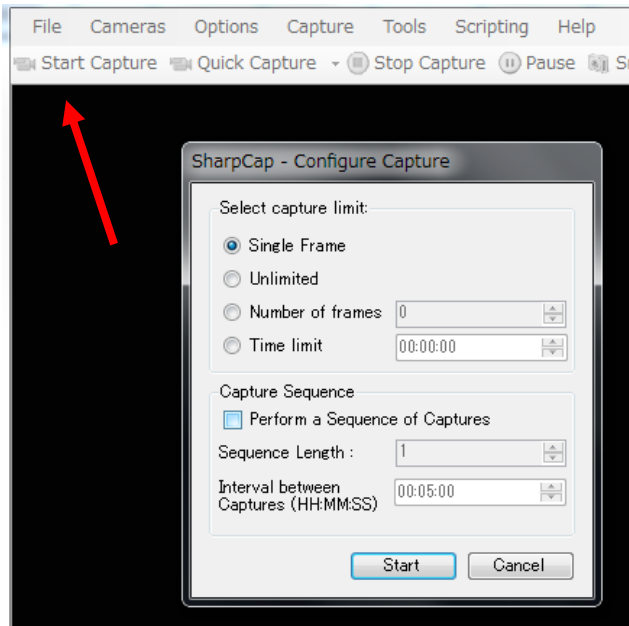 File Cameras Options Capture Tools Scripting Help
Start Capture Quick Capture Stop Capture Pause
SharpCap - Configure Capture
Select capture limit:
Single Frame
Unlimited
Number of frames 0
Time limit 00:00:00
Capture Sequence
Perform a Sequence of Captures
Sequence Length : 1
Interval between
Captures (HH:MM:SS) 00:05:00
Start Cancel